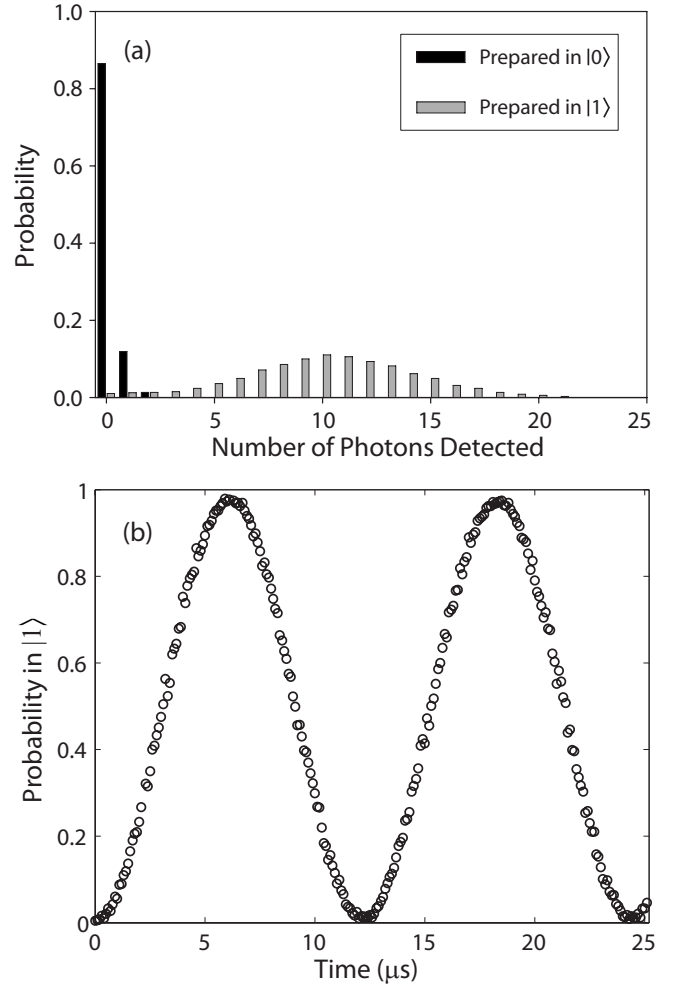 1.0
(a)
Prepared in |0⟩
Prepared in |1⟩
0.8
0.6
0.4
0.2
0.0
Probability
0 5 10 15 20 25
Number of Photons Detected
1
(b)
0.8
0.6
0.4
0.2
0
Probability in |1⟩
0 5 10 15 20 25
Time (μs)